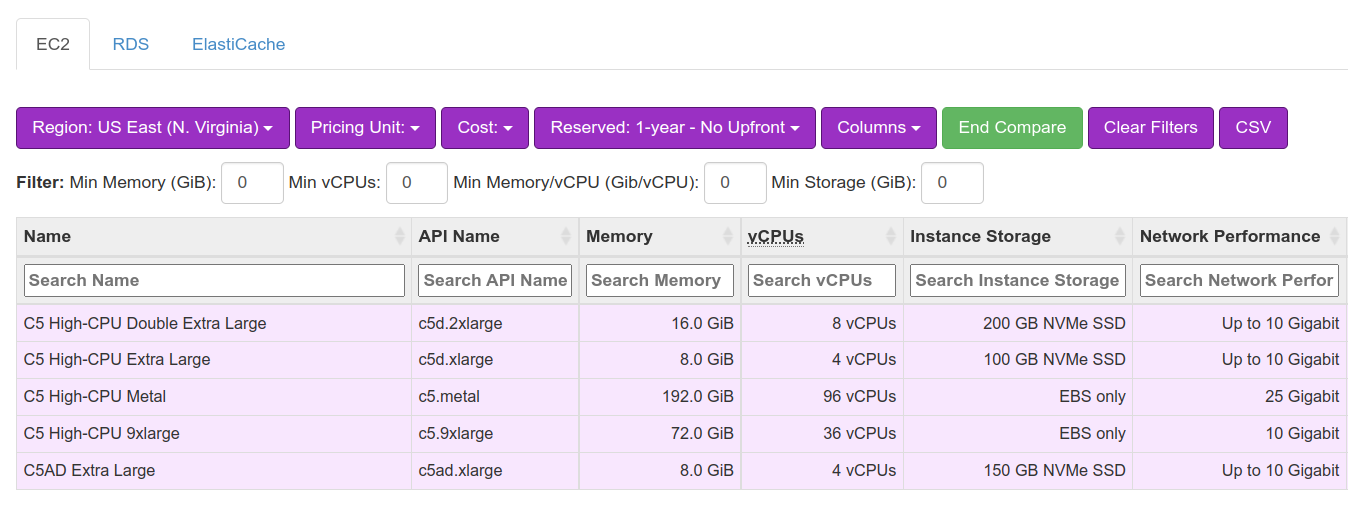 EC2 RDS ElastiCache
Region: US East (N. Virginia) Pricing Unit: Cost: Reserved: 1-year - No Upfront Columns End Compare Clear Filters CSV
Filter: Min Memory (GiB): 0 Min vCPUs: 0 Min Memory/vCPU (Gib/vCPU): 0 Min Storage (GiB): 0
Name API Name Memory vCPUs Instance Storage Network Performance
Search Name Search API Name Search Memory Search vCPUs Search Instance Storage Search Network Perfor
C5 High-CPU Double Extra Large c5d.2xlarge 16.0 GiB 8 vCPUs 200 GB NVMe SSD Up to 10 Gigabit
C5 High-CPU Extra Large c5d.xlarge 8.0 GiB 4 vCPUs 100 GB NVMe SSD Up to 10 Gigabit
C5 High-CPU Metal c5.metal 192.0 GiB 96 vCPUs EBS only 25 Gigabit
C5 High-CPU 9xlarge c5.9xlarge 72.0 GiB 36 vCPUs EBS only 10 Gigabit
C5AD Extra Large c5ad.xlarge 8.0 GiB 4 vCPUs 150 GB NVMe SSD Up to 10 Gigabit